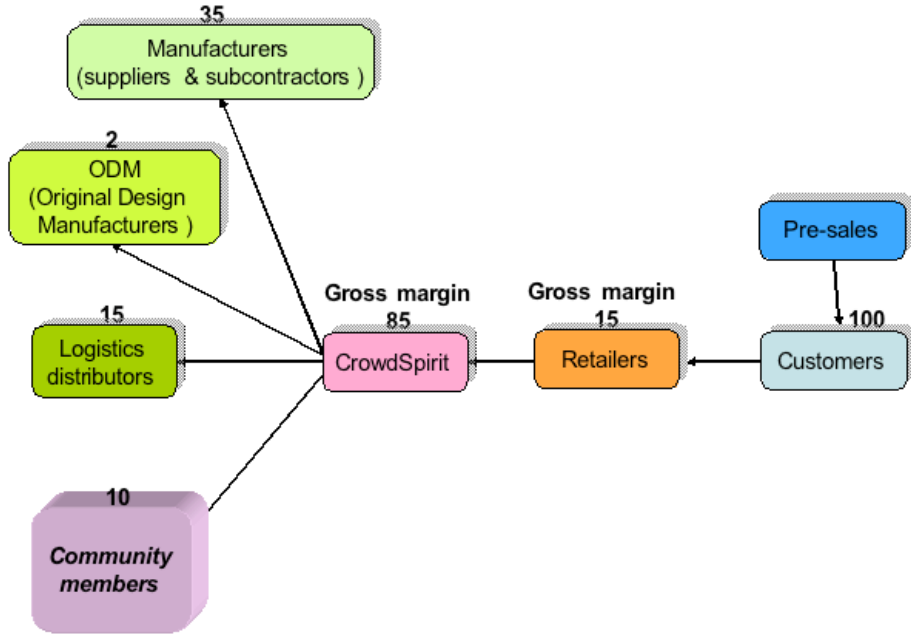 35
Manufacturers
(suppliers & subcontractors )
2
ODM
(Original Design
Manufacturers )
15
Logistics
distributors
10
Community
members
Gross margin
85
CrowdSpirit
Gross margin
15
Retailers
Pre-sales
100
Customers